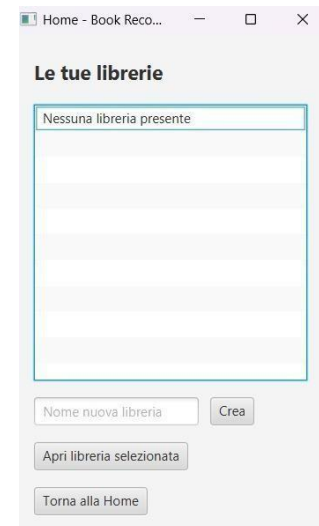 Home - Book Reco...
Le tue librerie
Nessuna libreria presente
Nome nuova libreria
Crea
Apri libreria selezionata
Torna alla Home